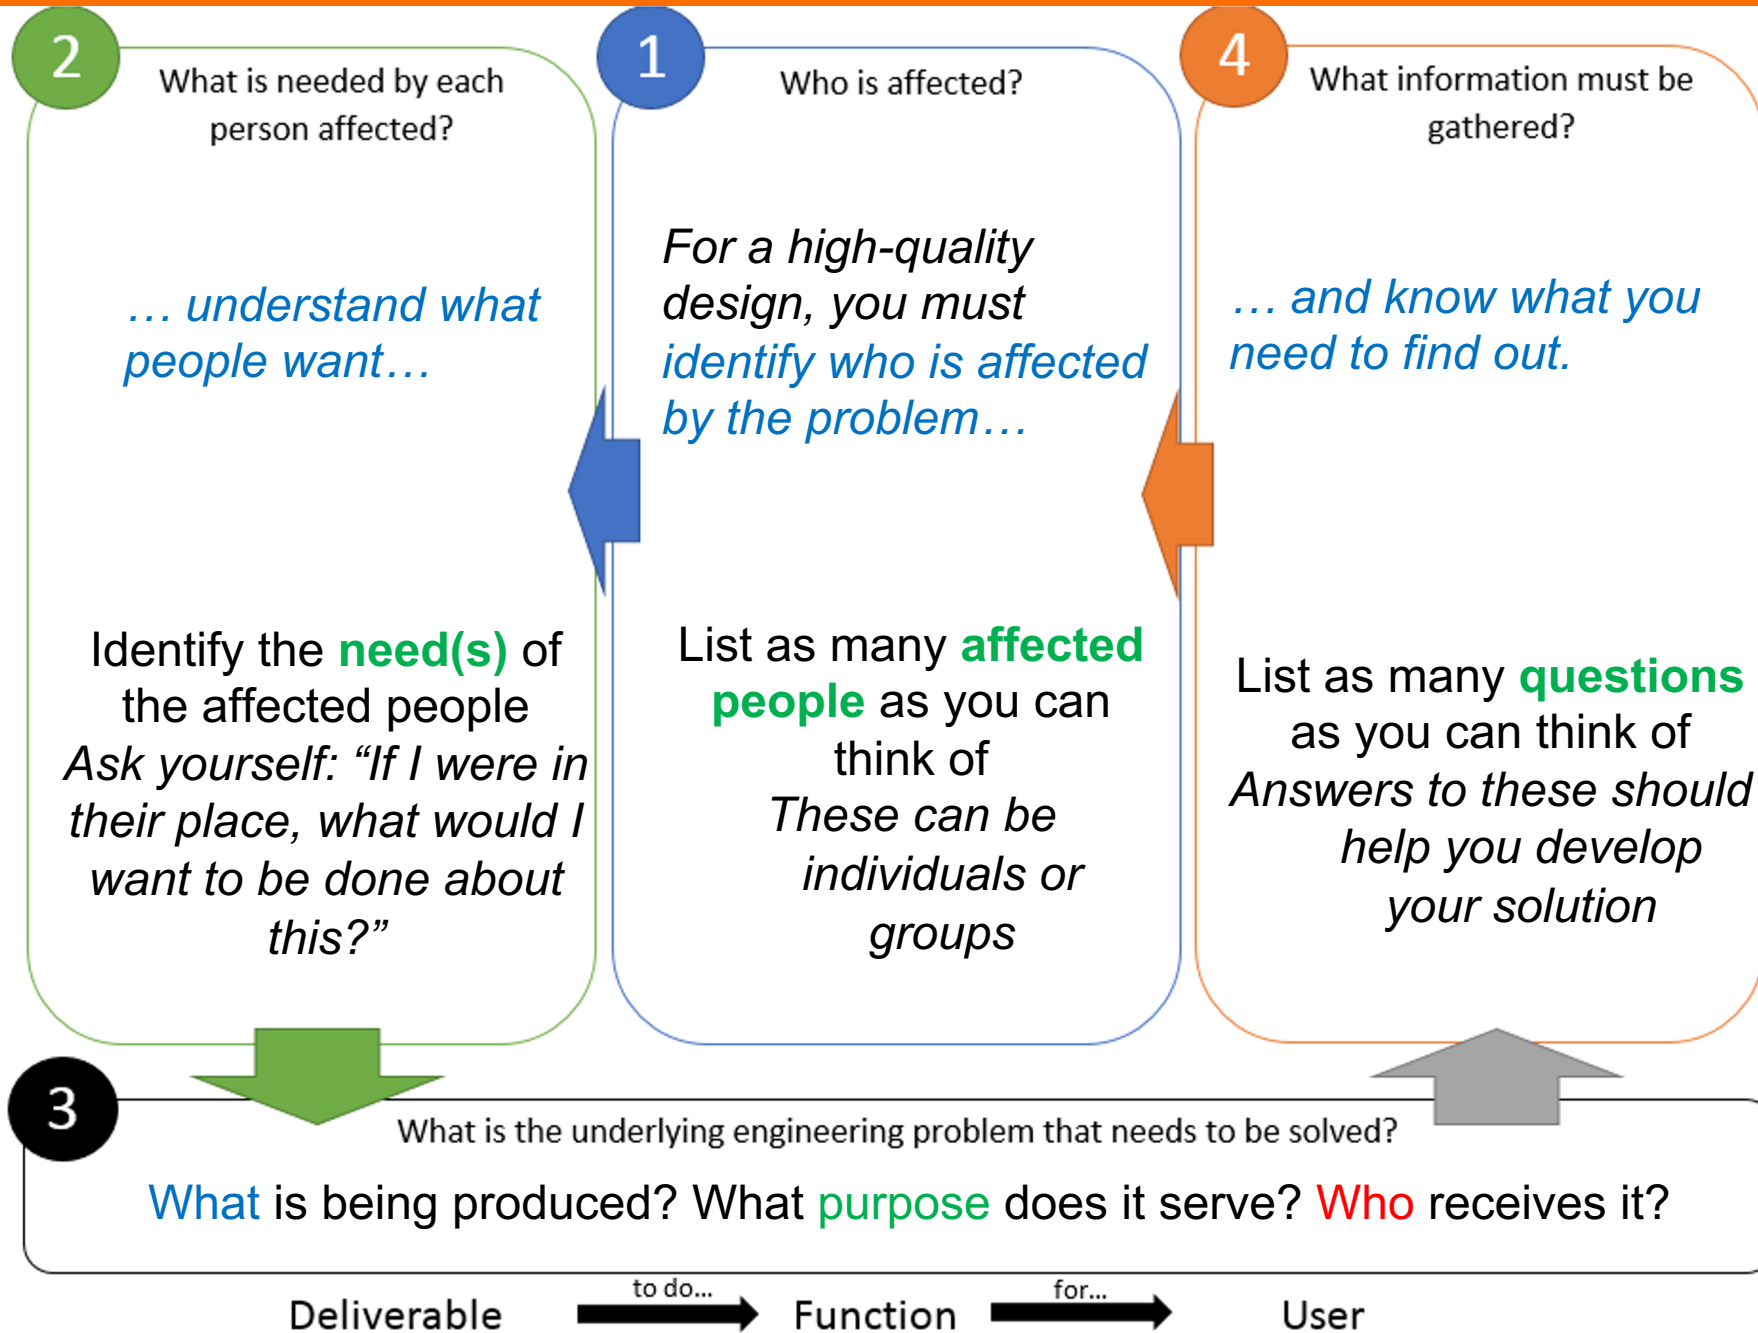 2
What is needed by each
person affected?
… understand what
people want…
Identify the need(s) of
the affected people
Ask yourself: “If I were in
their place, what would I
want to be done about
this?”
1
Who is affected?
For a high-quality
design, you must
identify who is affected
by the problem…
List as many affected
people as you can
think of
These can be
individuals or
groups
4
What information must be
gathered?
… and know what you
need to find out.
List as many questions
as you can think of
Answers to these should
help you develop
your solution
3
What is the underlying engineering problem that needs to be solved?
What is being produced? What purpose does it serve? Who receives it?
Deliverable to do... Function for... User